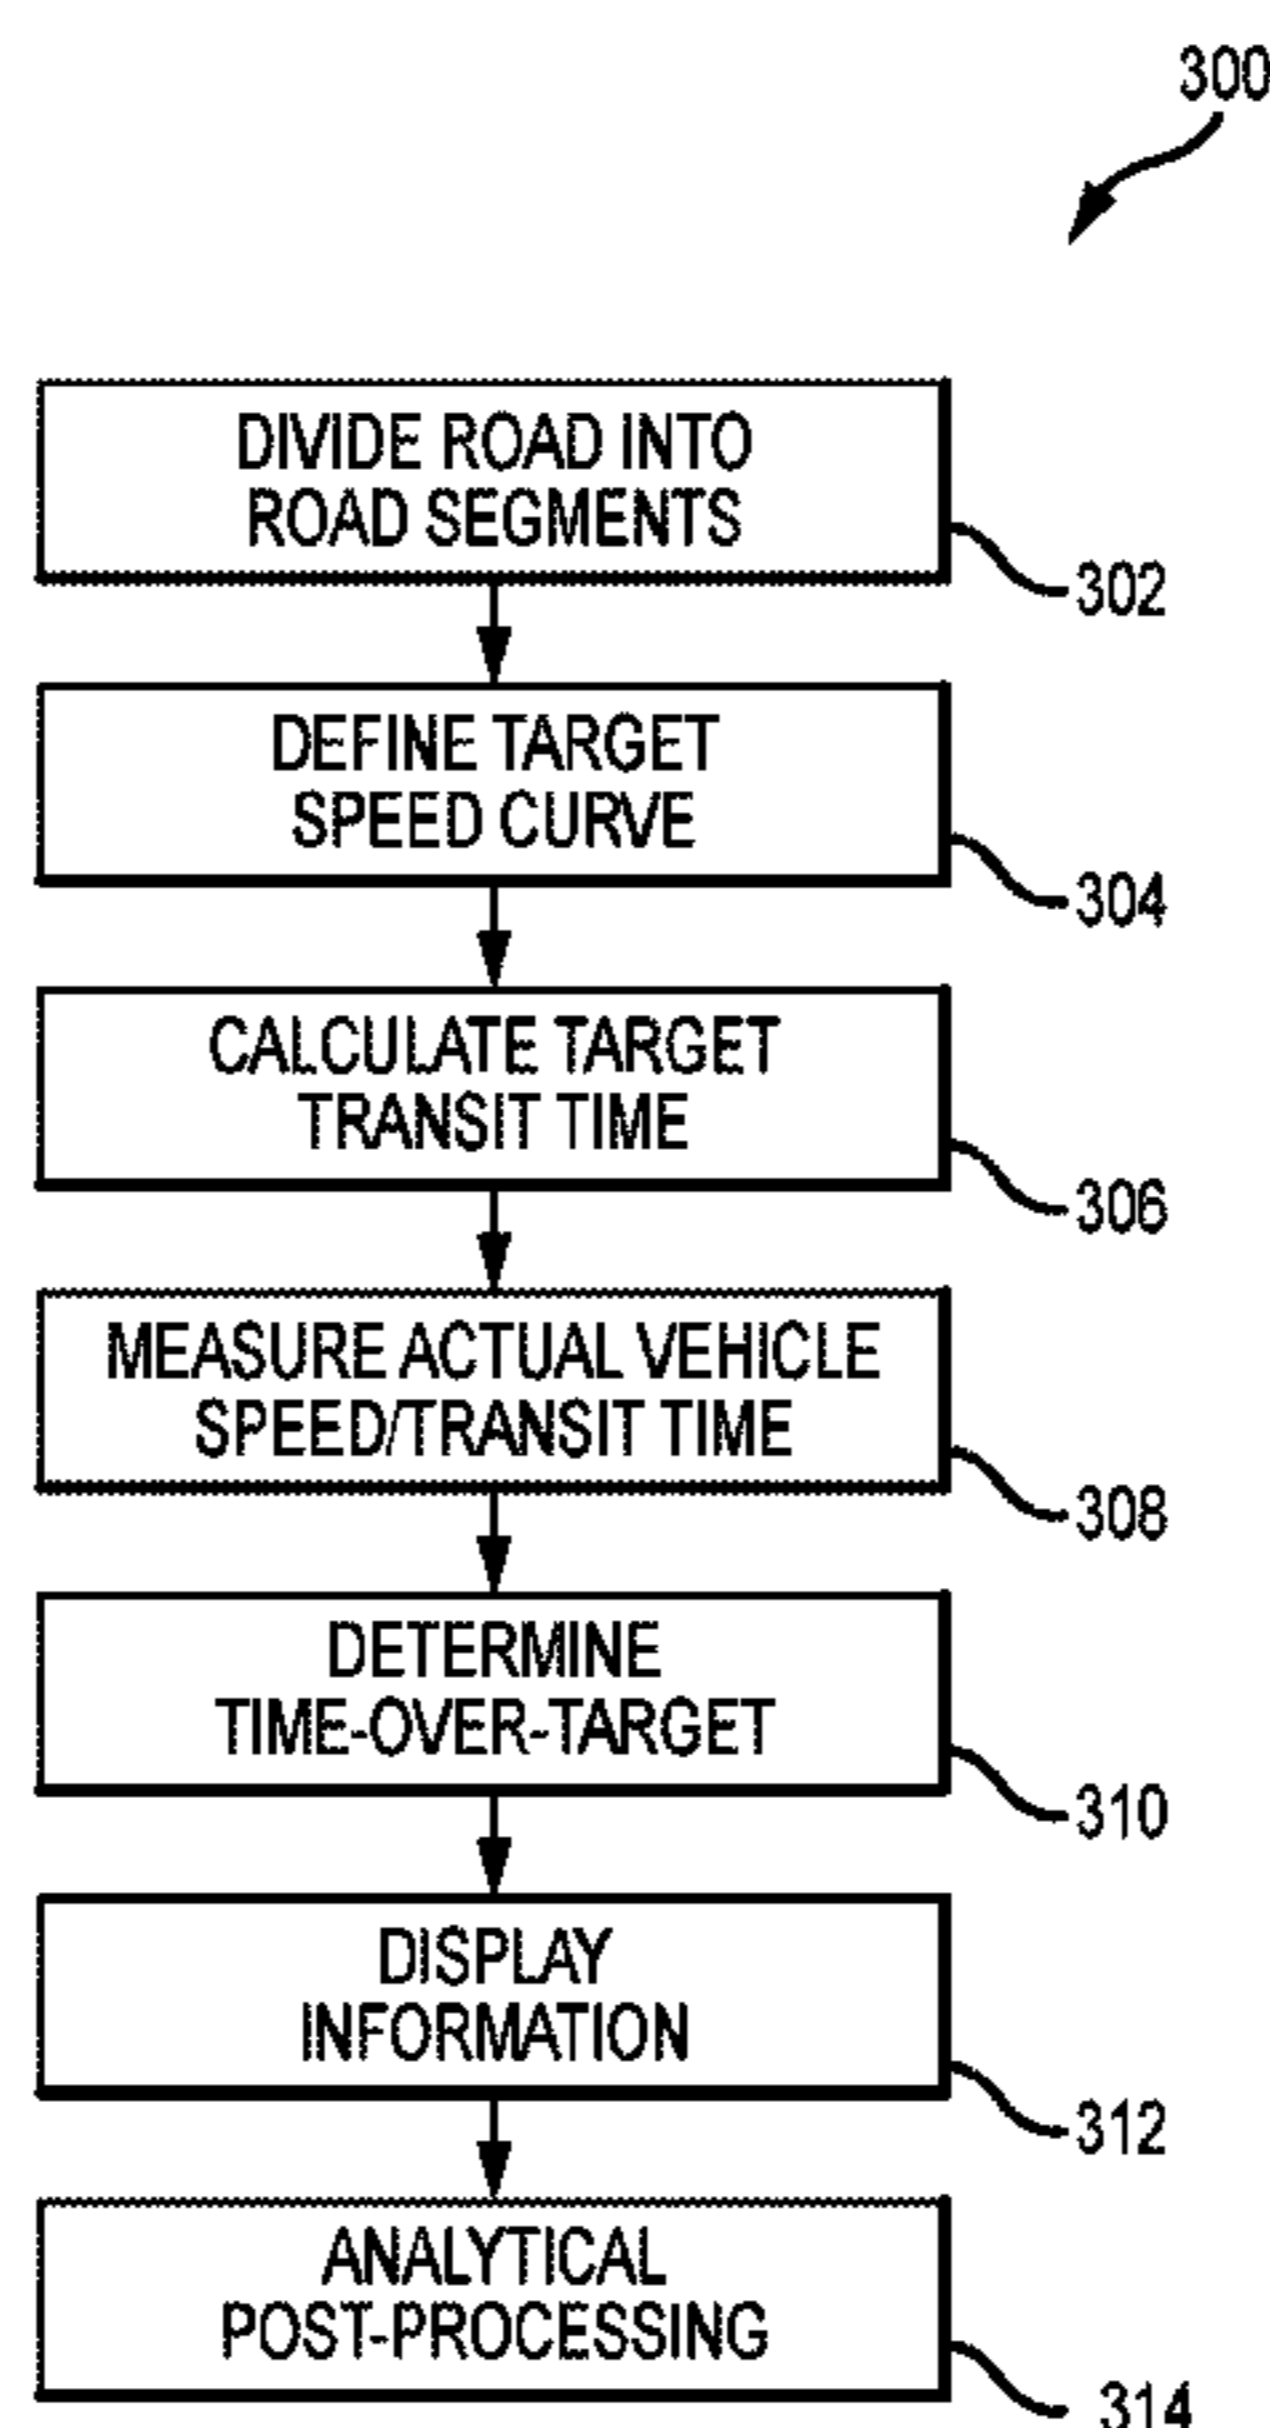 300
DIVIDE ROAD INTO
ROAD SEGMENTS
302
DEFINE TARGET
SPEED CURVE
304
CALCULATE TARGET
TRANSIT TIME
306
MEASURE ACTUAL VEHICLE
SPEED/TRANSIT TIME
308
DETERMINE
TIME-OVER-TARGET
310
DISPLAY
INFORMATION
312
ANALYTICAL
POST-PROCESSING
314